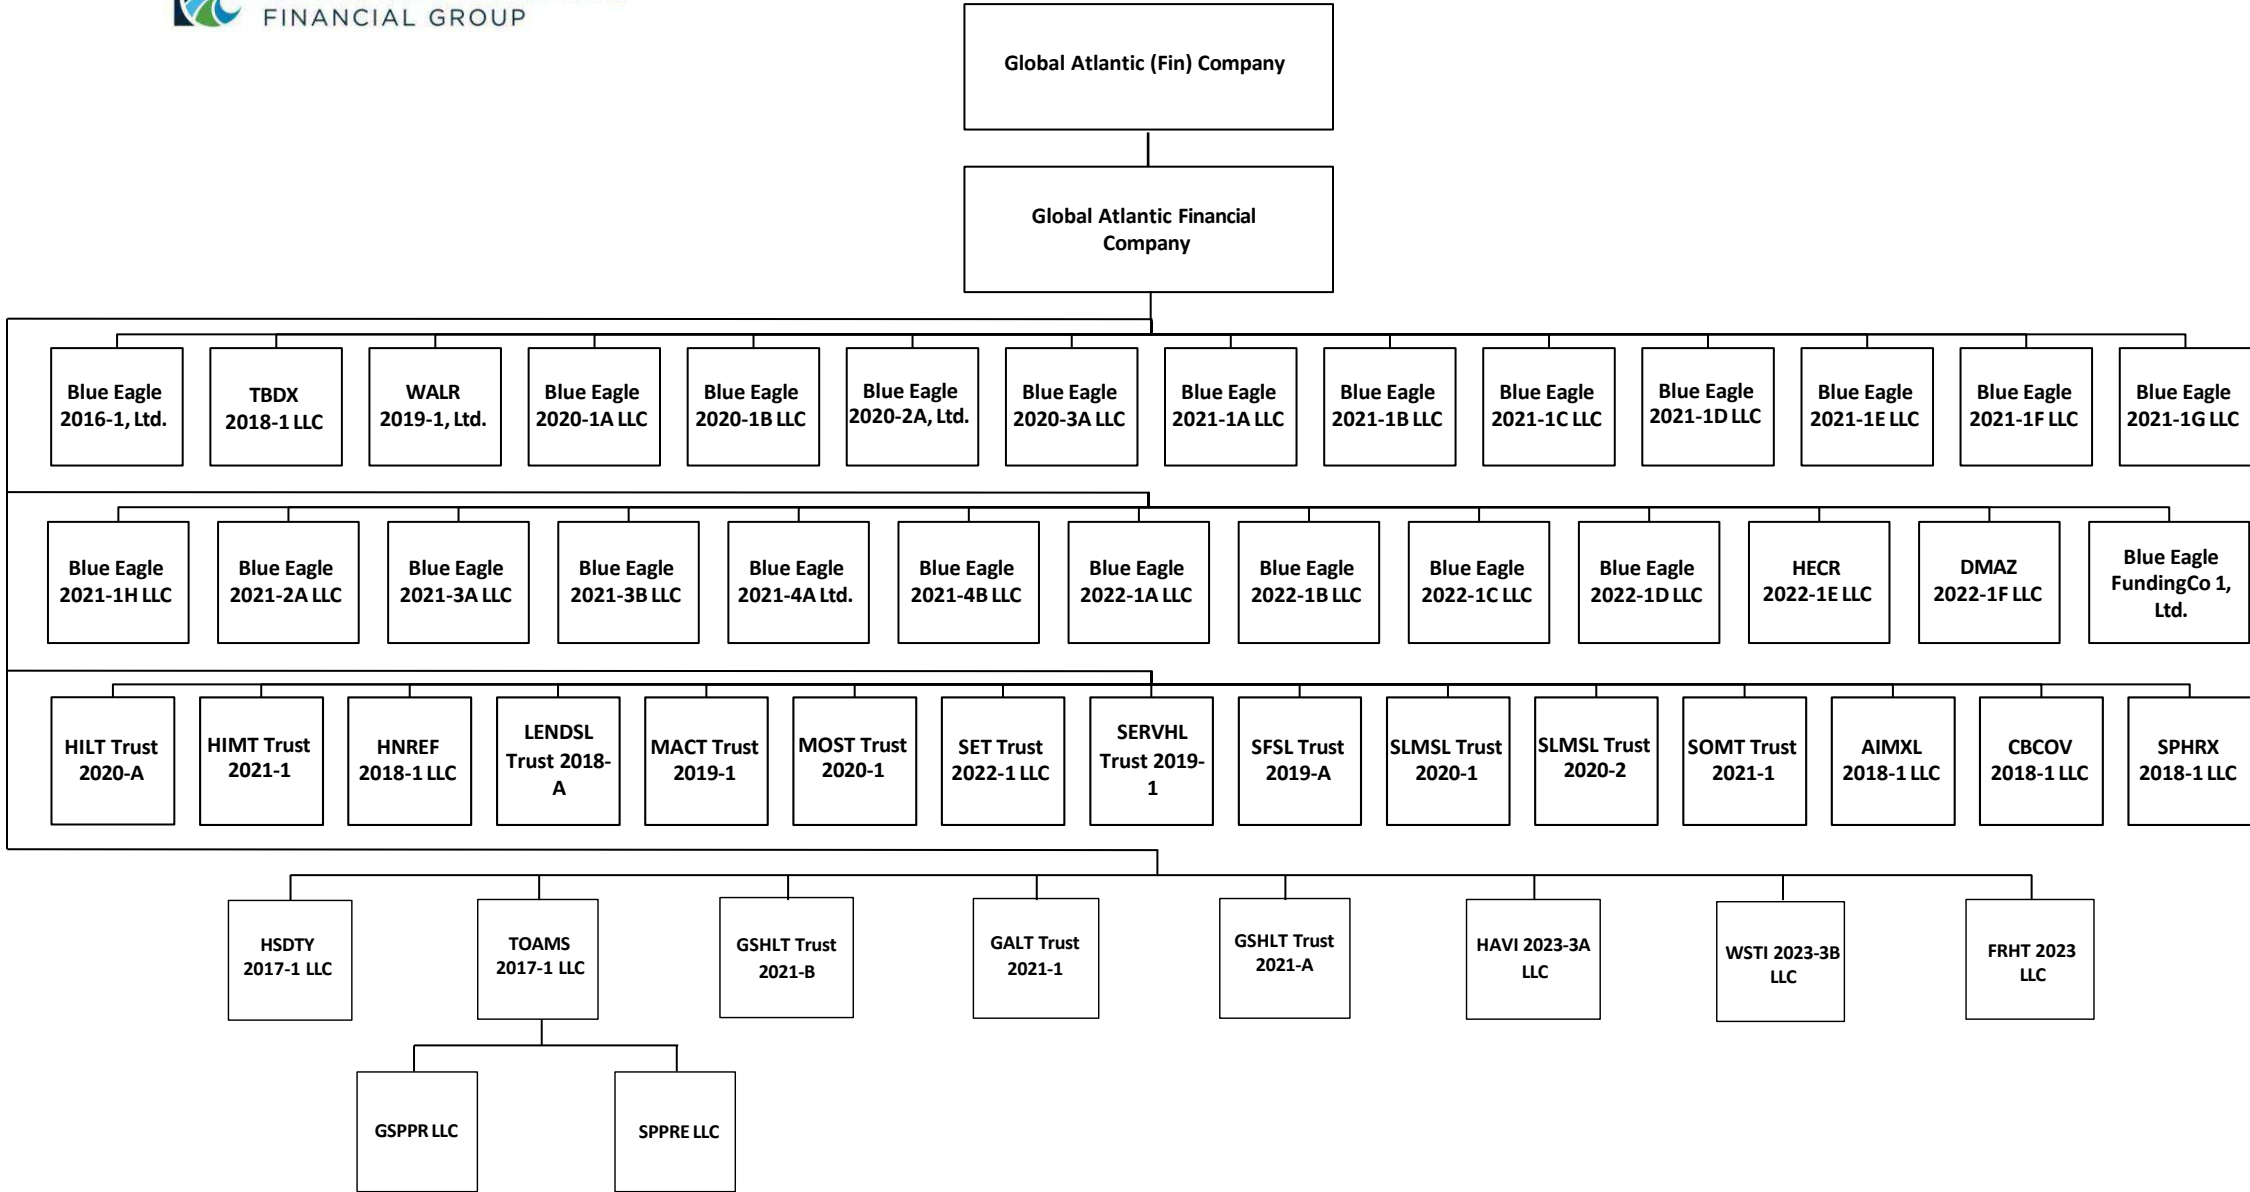 FINANCIAL GROUP
Global Atlantic (Fin) Company
Global Atlantic Financial
Company
Blue Eagle
2016-1, Ltd.
TBDX
2018-1 LLC
WALR
2019-1, Ltd.
Blue Eagle
2020-1A LLC
Blue Eagle
2020-1B LLC
Blue Eagle
2020-2A, Ltd.
Blue Eagle
2020-3A LLC
Blue Eagle
2021-1A LLC
Blue Eagle
2021-1B LLC
Blue Eagle
2021-1C LLC
Blue Eagle
2021-1D LLC
Blue Eagle
2021-1E LLC
Blue Eagle
2021-1F LLC
Blue Eagle
2021-1G LLC
Blue Eagle
2021-1H LLC
Blue Eagle
2021-2A LLC
Blue Eagle
2021-3A LLC
Blue Eagle
2021-3B LLC
Blue Eagle
2021-4A Ltd.
Blue Eagle
2021-4B LLC
Blue Eagle
2022-1A LLC
Blue Eagle
2022-1B LLC
Blue Eagle
2022-1C LLC
Blue Eagle
2022-1D LLC
HECR
2022-1E LLC
DMAZ
2022-1F LLC
Blue Eagle
FundingCo 1,
Ltd.
HILT Trust
2020-A
HIMT Trust
2021-1
HNREF
2018-1 LLC
LENDSL
Trust 2018-
A
MACT Trust
2019-1
MOST Trust
2020-1
SET Trust
2022-1 LLC
SERVHL
Trust 2019-
1
SFSL Trust
2019-A
SLMSL Trust
2020-1
SLMSL Trust
2020-2
SOMT Trust
2021-1
AIMXL
2018-1 LLC
CBCOV
2018-1 LLC
SPHRX
2018-1 LLC
HSDTY
2017-1 LLC
TOAMS
2017-1 LLC
GSHLT Trust
2021-B
GALT Trust
2021-1
GSHLT Trust
2021-A
HAVI 2023-3A
LLC
WSTI 2023-3B
LLC
FRHT 2023
LLC
GSPPR LLC
SPPRE LLC